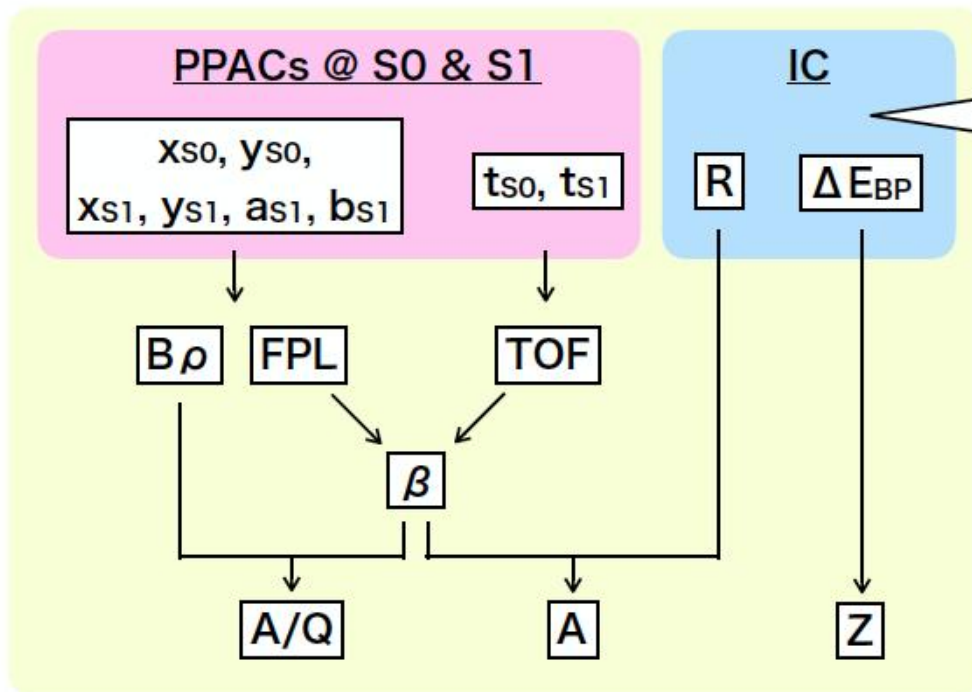 PPACs @ S0 & S1
IC
xS0, yS0,
xS1, yS1, aS1, bS1
tS0, tS1
R
ΔEBP
Bρ
FPL
TOF
β
A/Q
A
Z